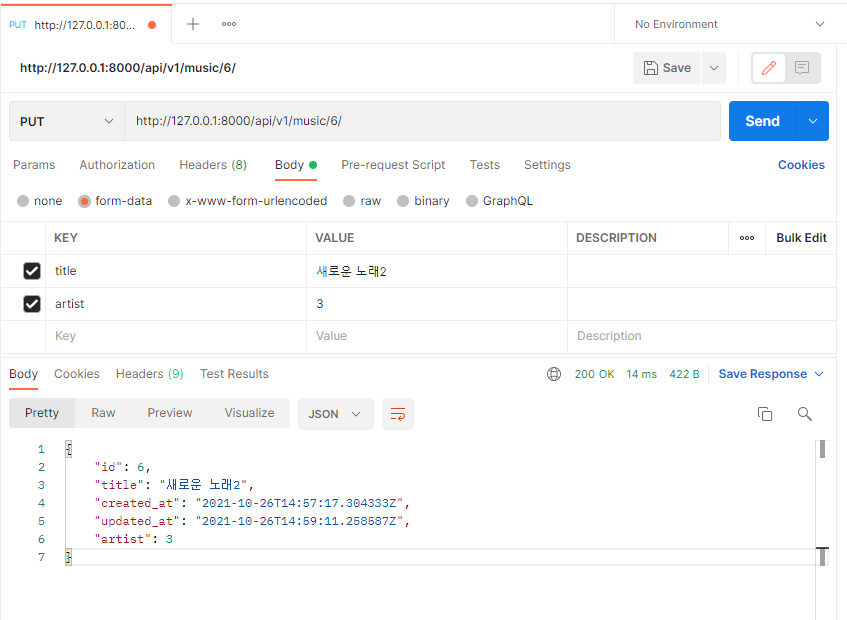 PUT http://127.0.0.1:80... No Environment
http://127.0.0.1:8000/api/v1/music/6/ Save
PUT http://127.0.0.1:8000/api/v1/music/6/ Send
Params Authorization Headers (8) Body Pre-request Script Tests Settings Cookies
none form-data x-www-form-urlencoded raw binary GraphQL
KEY VALUE DESCRIPTION Bulk Edit
title 새로운 노래2
artist 3
Key Value Description
Body Cookies Headers (9) Test Results 200 OK 14 ms 422 B Save Response
Pretty Raw Preview Visualize JSON
1 {
2 "id": 6,
3 "title": "새로운 노래2",
4 "created_at": "2021-10-26T14:57:17.304333Z",
5 "updated_at": "2021-10-26T14:59:11.258587Z",
6 "artist": 3
7 }